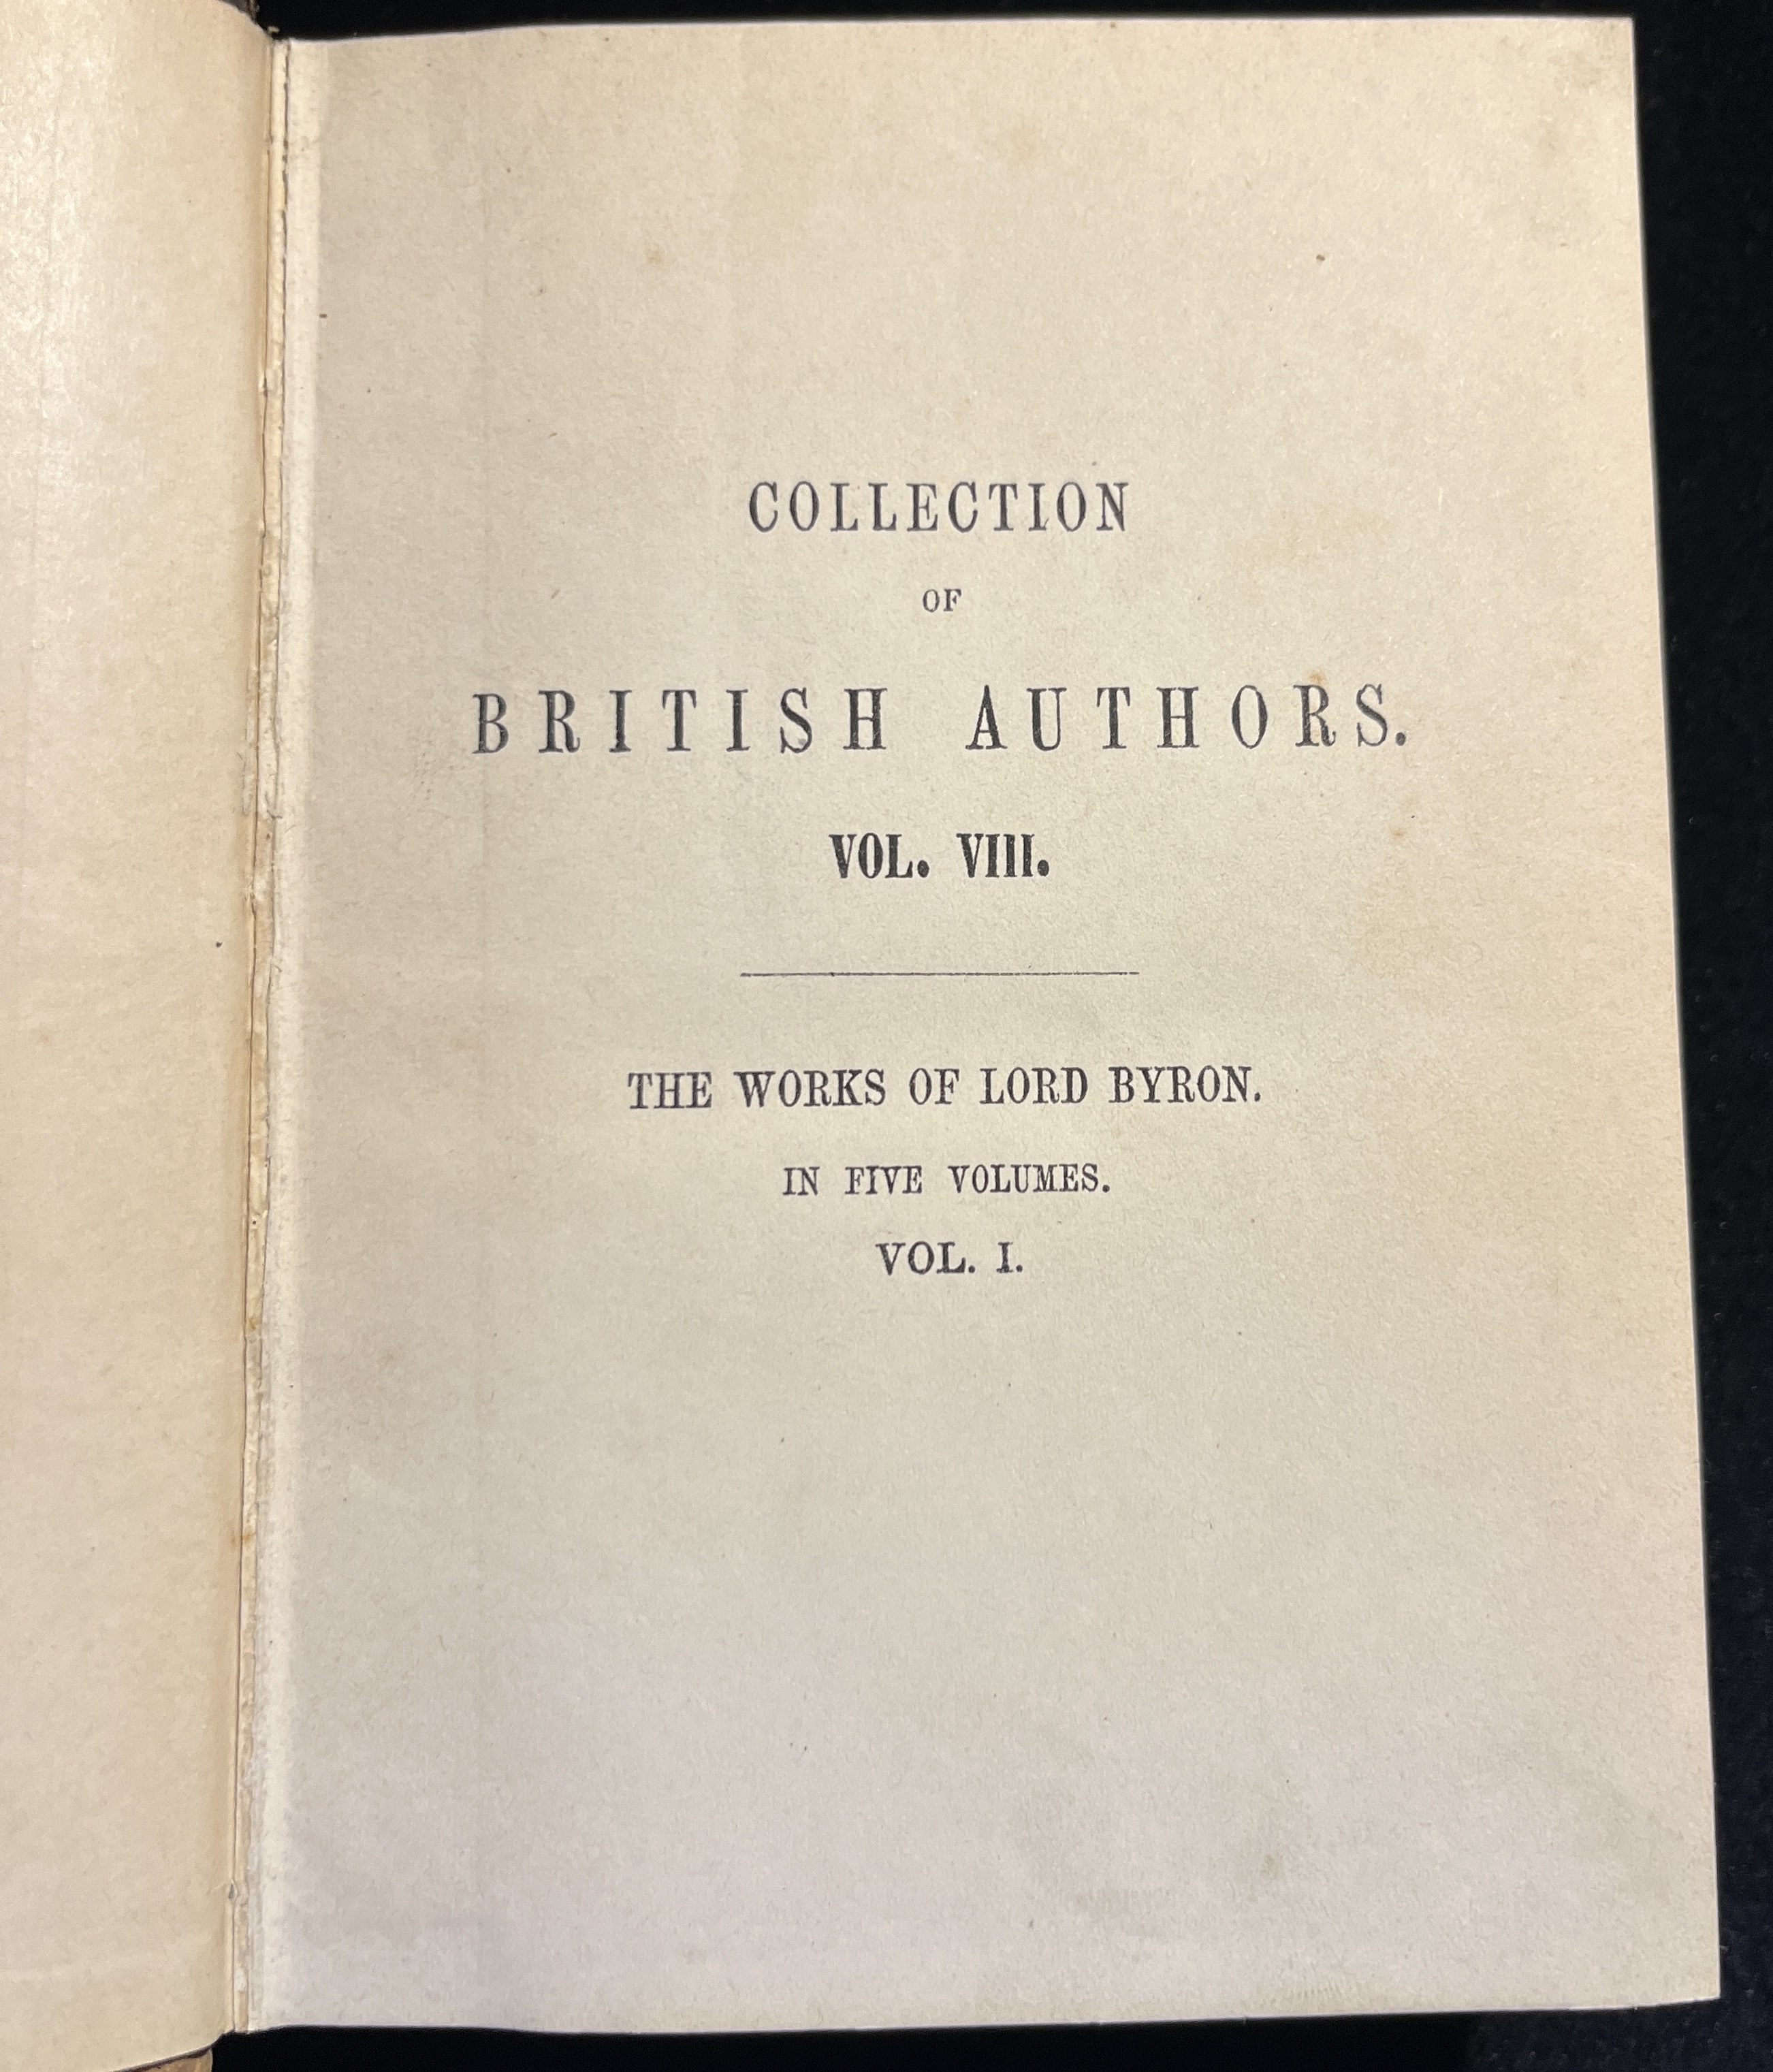 COLLECTION
OF
BRITISH AUTHORS.
VOL. VIII.
THE WORKS OF LORD BYRON.
IN FIVE VOLUMES.
VOL. I.